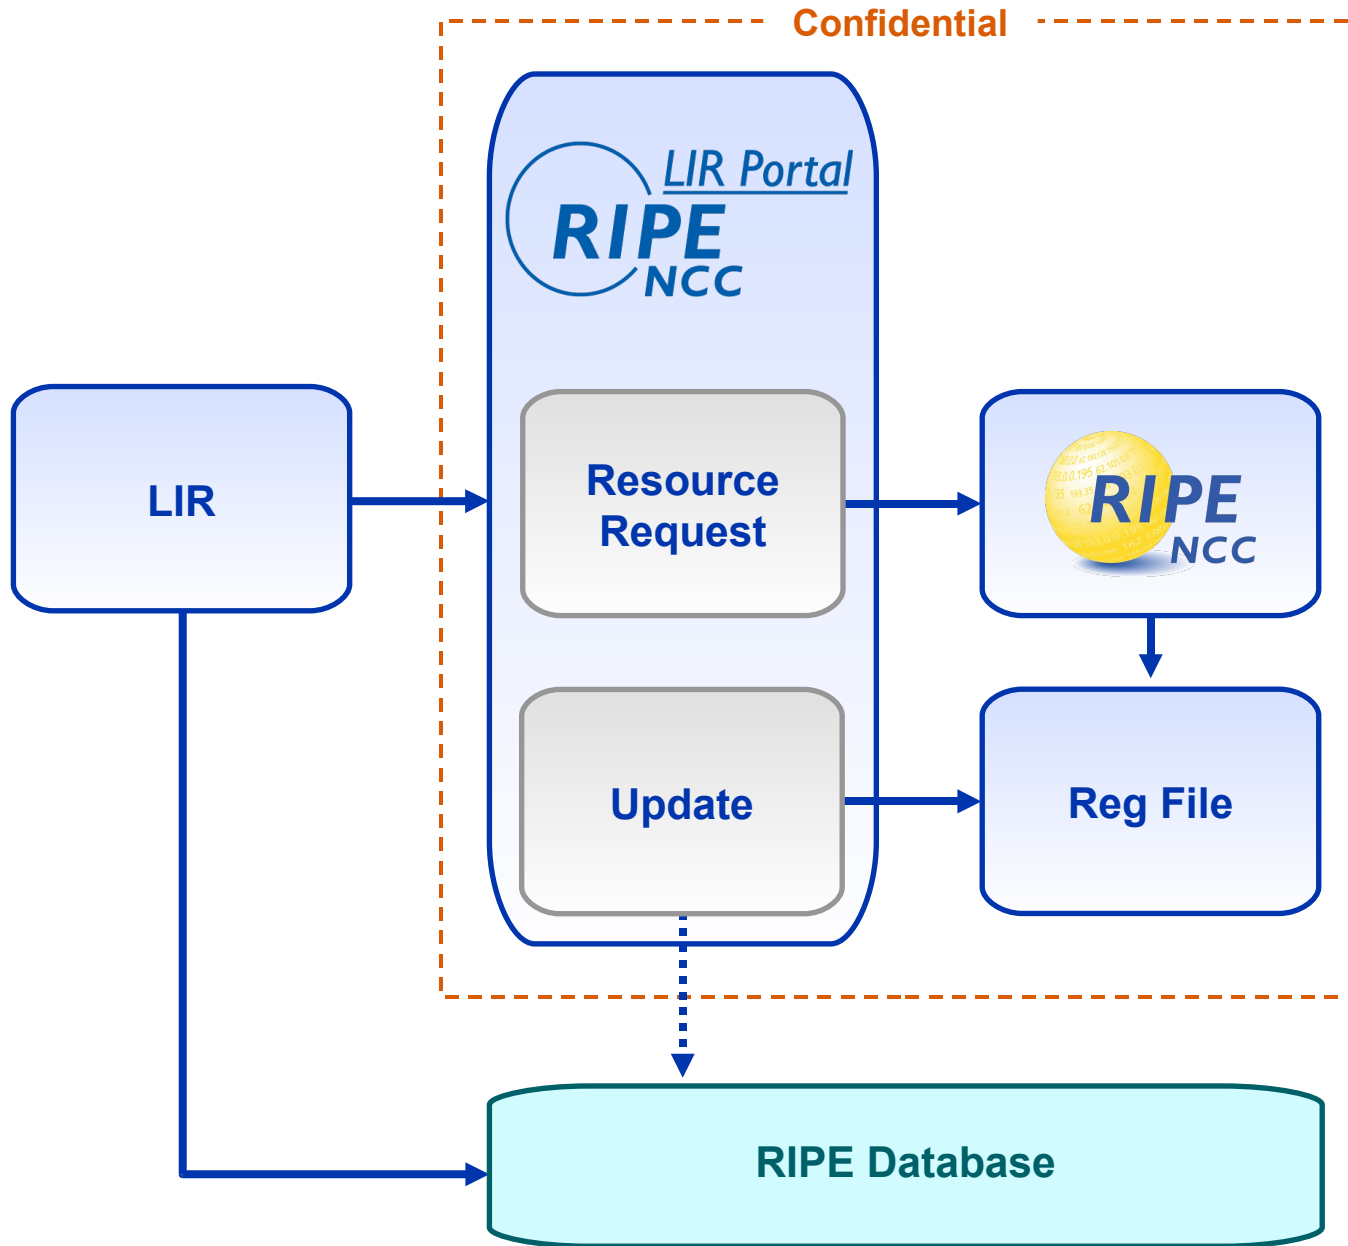 Confidential
LIR Portal
RIPE
NCC
LIR
Resource
Request
RIPE
NCC
Update
Reg File
RIPE Database